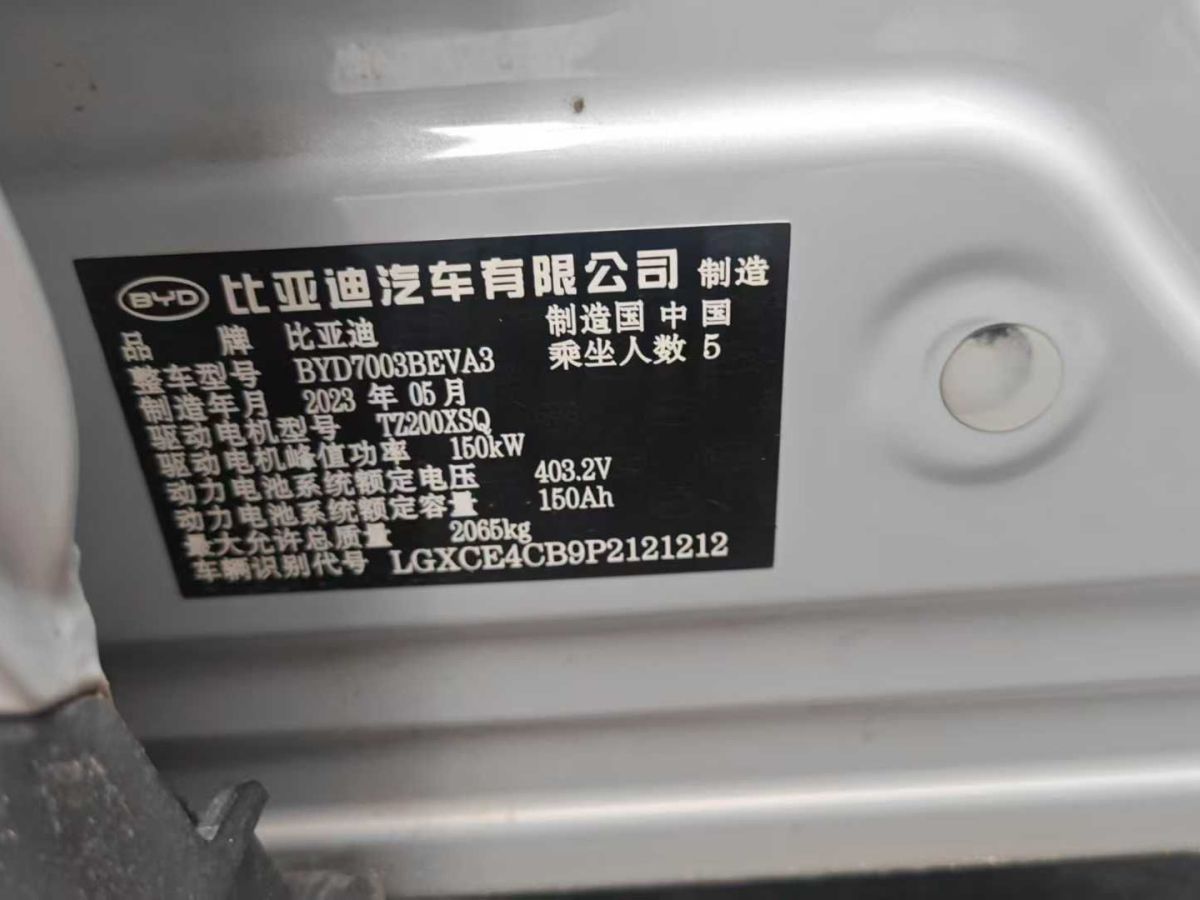 BYD 比亚迪汽车有限公司 制造
品牌 比亚迪 制造国 中国
整车型号 BYD7003BEVA3 乘坐人数 5
制造年月 2023 年 05 月
驱动电机型号 TZ200XSQ
驱动电机峰值功率 150kW
动力电池系统额定电压 403.2V
动力电池系统额定容量 150Ah
最大允许总质量 2065kg
车辆识别代号 LGXCE4CB9P2121212